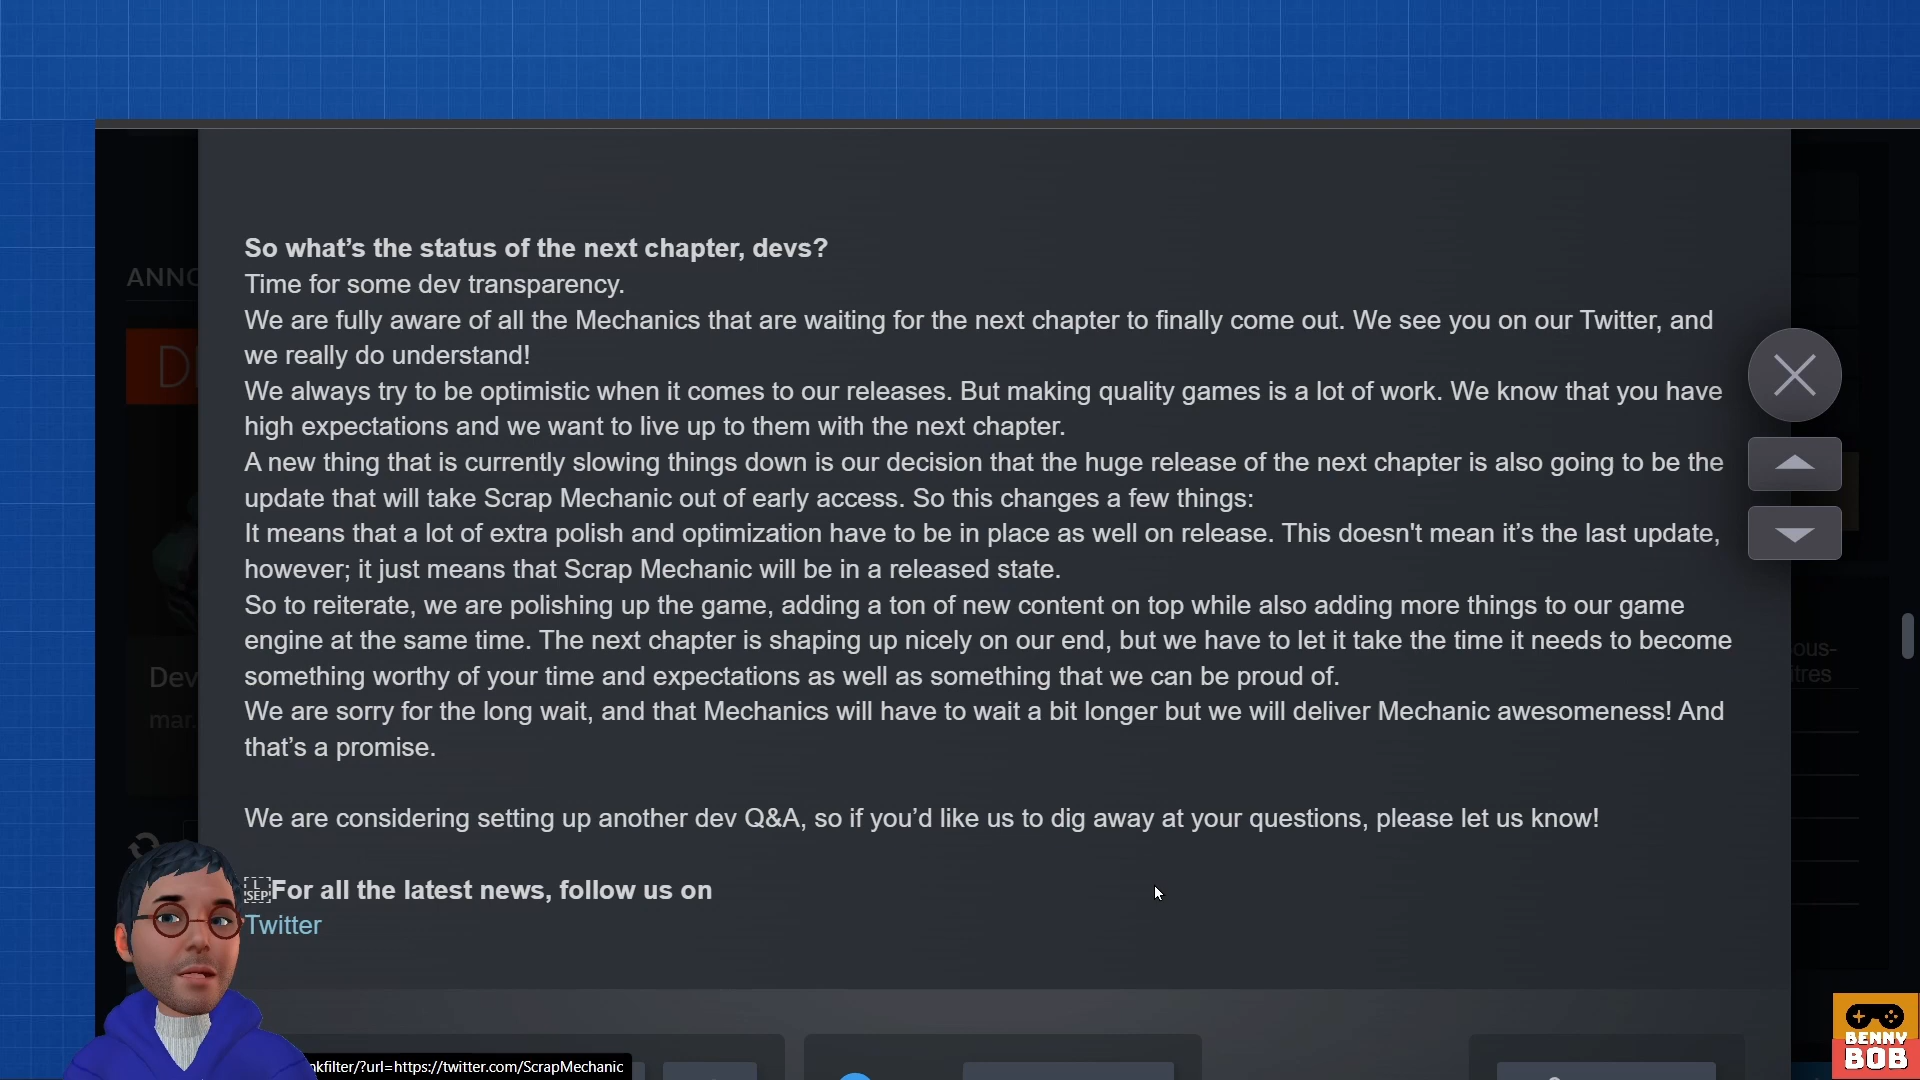 So what’s the status of the next chapter, devs?
Time for some dev transparency.
We are fully aware of all the Mechanics that are waiting for the next chapter to finally come out. We see you on our Twitter, and
we really do understand!
We always try to be optimistic when it comes to our releases. But making quality games is a lot of work. We know that you have
high expectations and we want to live up to them with the next chapter.
A new thing that is currently slowing things down is our decision that the huge release of the next chapter is also going to be the
update that will take Scrap Mechanic out of early access. So this changes a few things:
It means that a lot of extra polish and optimization have to be in place as well on release. This doesn't mean it’s the last update,
however; it just means that Scrap Mechanic will be in a released state.
So to reiterate, we are polishing up the game, adding a ton of new content on top while also adding more things to our game
engine at the same time. The next chapter is shaping up nicely on our end, but we have to let it take the time it needs to become
something worthy of your time and expectations as well as something that we can be proud of.
We are sorry for the long wait, and that Mechanics will have to wait a bit longer but we will deliver Mechanic awesomeness! And
that’s a promise.
We are considering setting up another dev Q&A, so if you’d like us to dig away at your questions, please let us know!
L SEP For all the latest news, follow us on
Twitter
ANNO
D
Dev
mar...
ous-
itres
nkfilter/?url=https://twitter.com/ScrapMechanic
BENNY
BOB